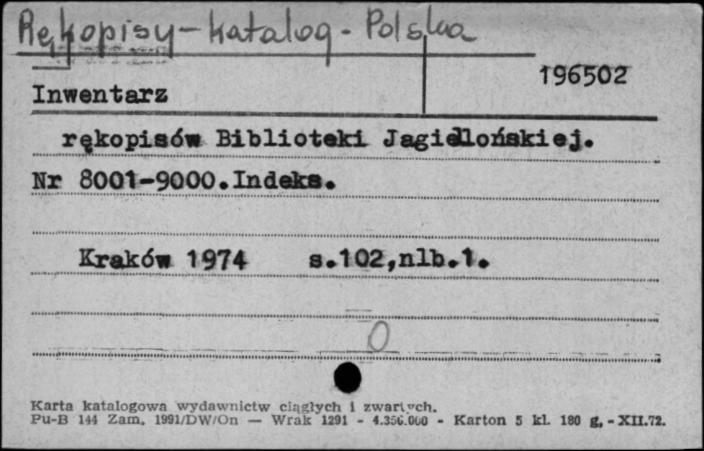 Rękopisy - katalog - Polska
196502
Inwentarz
rękopisów Biblioteki Jagiellońskiej.
Nr 8001-9000.Indeks.
Kraków 1974 s.102,nlb.1.
0
Karta katalogowa wydawnictw ciągłych i zwartych.
Pu-B 144 Zam. 1991/DW/On — Wrak 1291 - 4.356.000 - Karton 5 kl. 180 g, - XII.72.